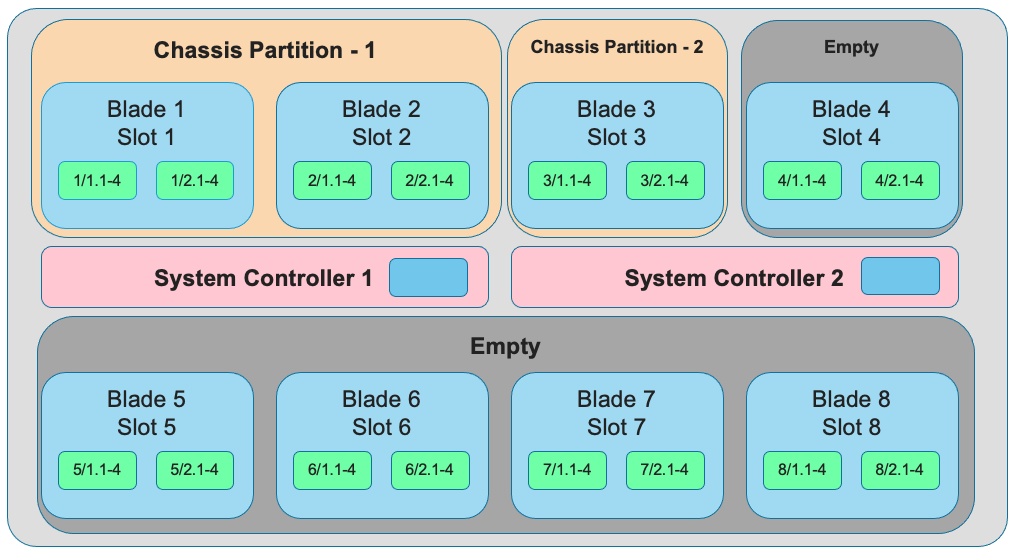 Chassis Partition - 1
Chassis Partition - 2
Empty
Blade 1
Slot 1
1/1.1-4
1/2.1-4
Blade 2
Slot 2
2/1.1-4
2/2.1-4
Blade 3
Slot 3
3/1.1-4
3/2.1-4
Blade 4
Slot 4
4/1.1-4
4/2.1-4
System Controller 1
System Controller 2
Empty
Blade 5
Slot 5
5/1.1-4
5/2.1-4
Blade 6
Slot 6
6/1.1-4
6/2.1-4
Blade 7
Slot 7
7/1.1-4
7/2.1-4
Blade 8
Slot 8
8/1.1-4
8/2.1-4